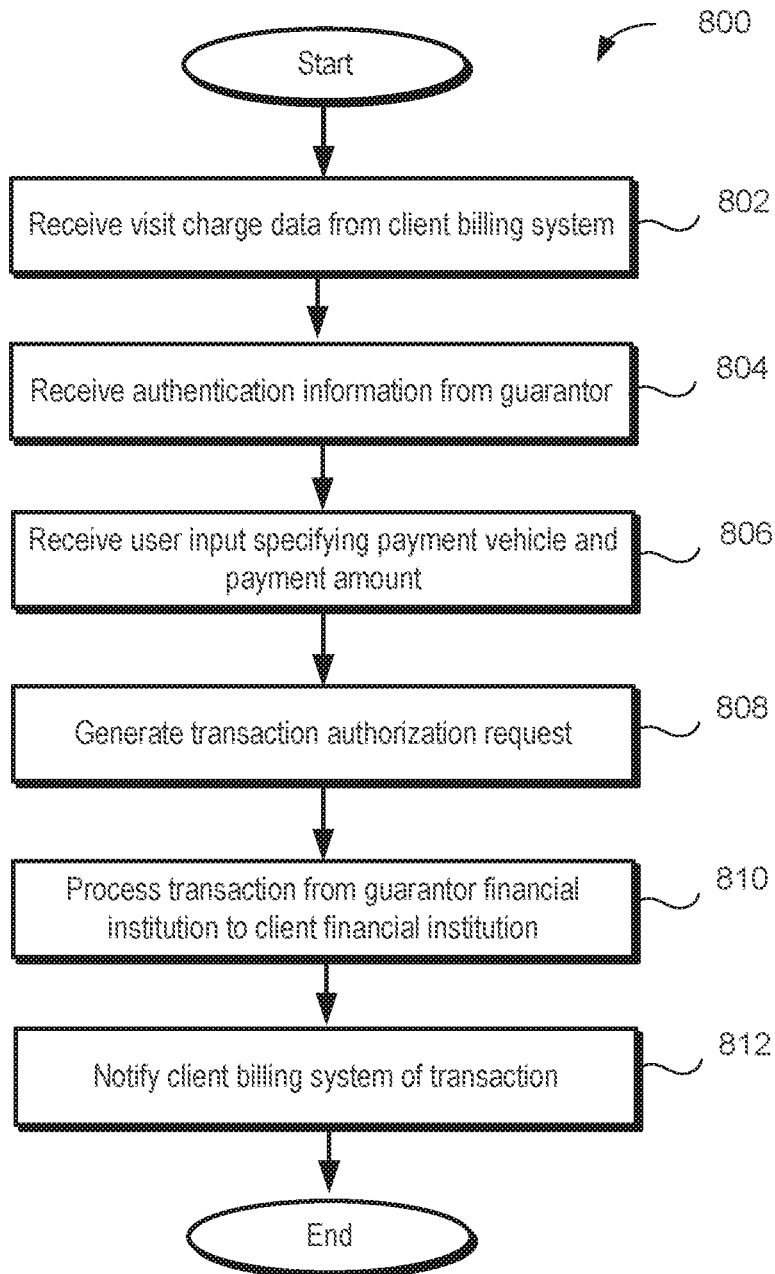 800
Start
Receive visit charge data from client billing system
802
Receive authentication information from guarantor
804
Receive user input specifying payment vehicle and
payment amount
806
Generate transaction authorization request
808
Process transaction from guarantor financial
institution to client financial institution
810
Notify client billing system of transaction
812
End